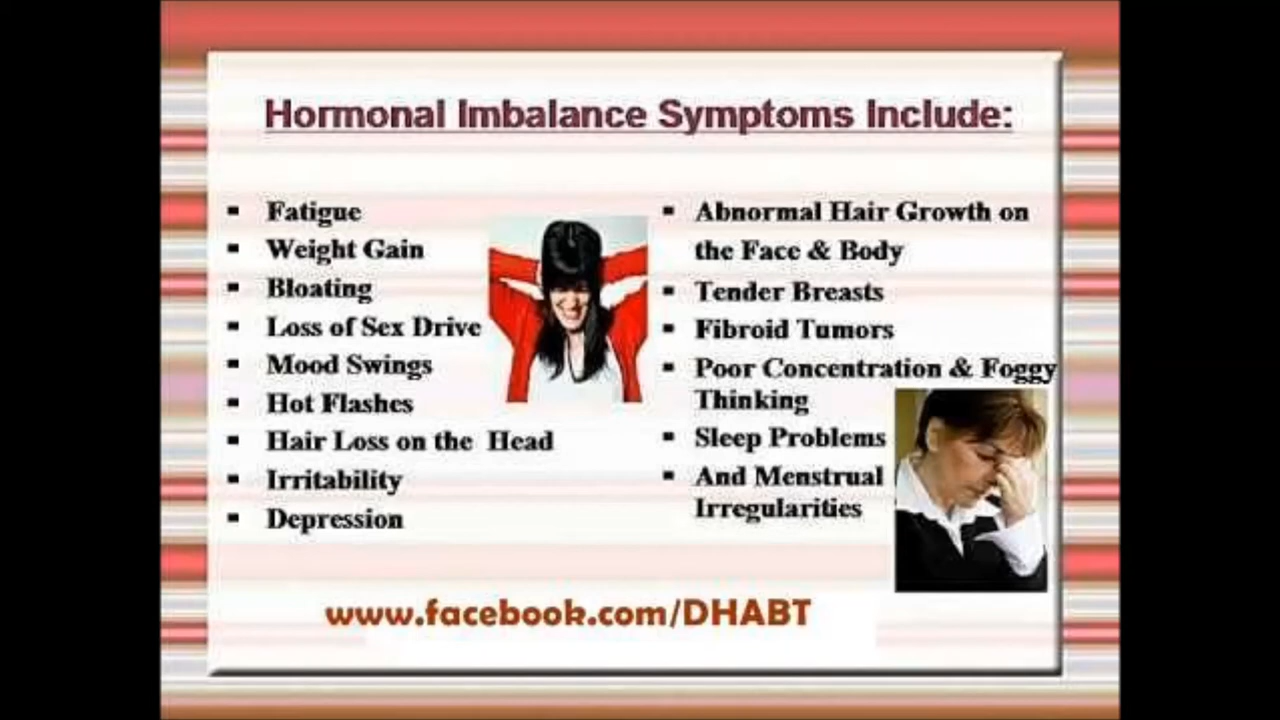 Hormonal Imbalance Symptoms Include:
Fatigue
Weight Gain
Bloating
Loss of Sex Drive
Mood Swings
Hot Flashes
Hair Loss on the Head
Irritability
Depression
Abnormal Hair Growth on
the Face & Body
Tender Breasts
Fibroid Tumors
Poor Concentration & Foggy
Thinking
Sleep Problems
And Menstrual
Irregularities
www.facebook.com/DHABT